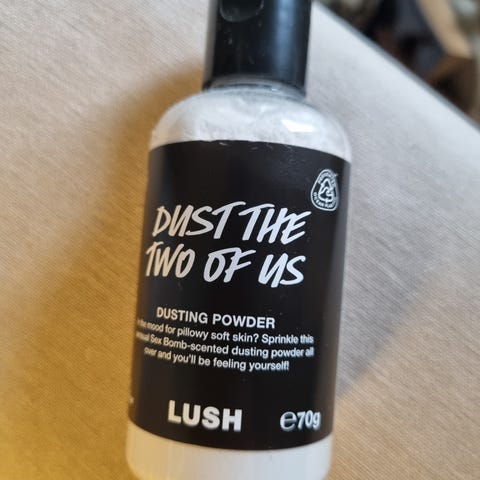 DUST THE
TWO OF US
DUSTING POWDER
the mood for pillowy soft skin? Sprinkle this
Sex Bomb-scented dusting powder all
over and you'll be feeling yourself!
LUSH
℮70g